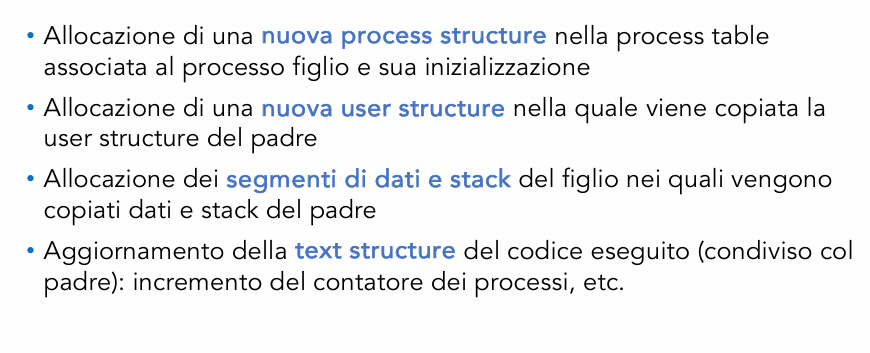 • Allocazione di una nuova process structure nella process table
associata al processo figlio e sua inizializzazione
• Allocazione di una nuova user structure nella quale viene copiata la
user structure del padre
• Allocazione dei segmenti di dati e stack del figlio nei quali vengono
copiati dati e stack del padre
• Aggiornamento della text structure del codice eseguito (condiviso col
padre): incremento del contatore dei processi, etc.